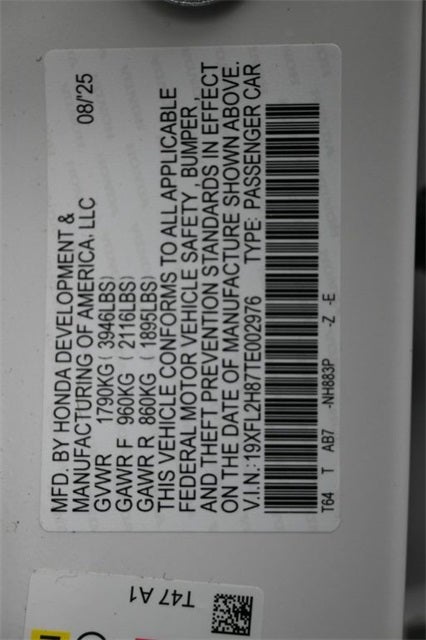 MFD. BY HONDA DEVELOPMENT &
MANUFACTURING OF AMERICA, LLC 08/'25
GVWR 1790KG ( 3946LBS)
GAWR F 960KG ( 2116LBS)
GAWR R 860KG ( 1895LBS)
THIS VEHICLE CONFORMS TO ALL APPLICABLE
FEDERAL MOTOR VEHICLE SAFETY, BUMPER,
AND THEFT PREVENTION STANDARDS IN EFFECT
ON THE DATE OF MANUFACTURE SHOWN ABOVE.
V.I.N.:19XFL2H87TE002976 TYPE: PASSENGER CAR
T64 T AB7 -NH883P -Z -E
T47 A1